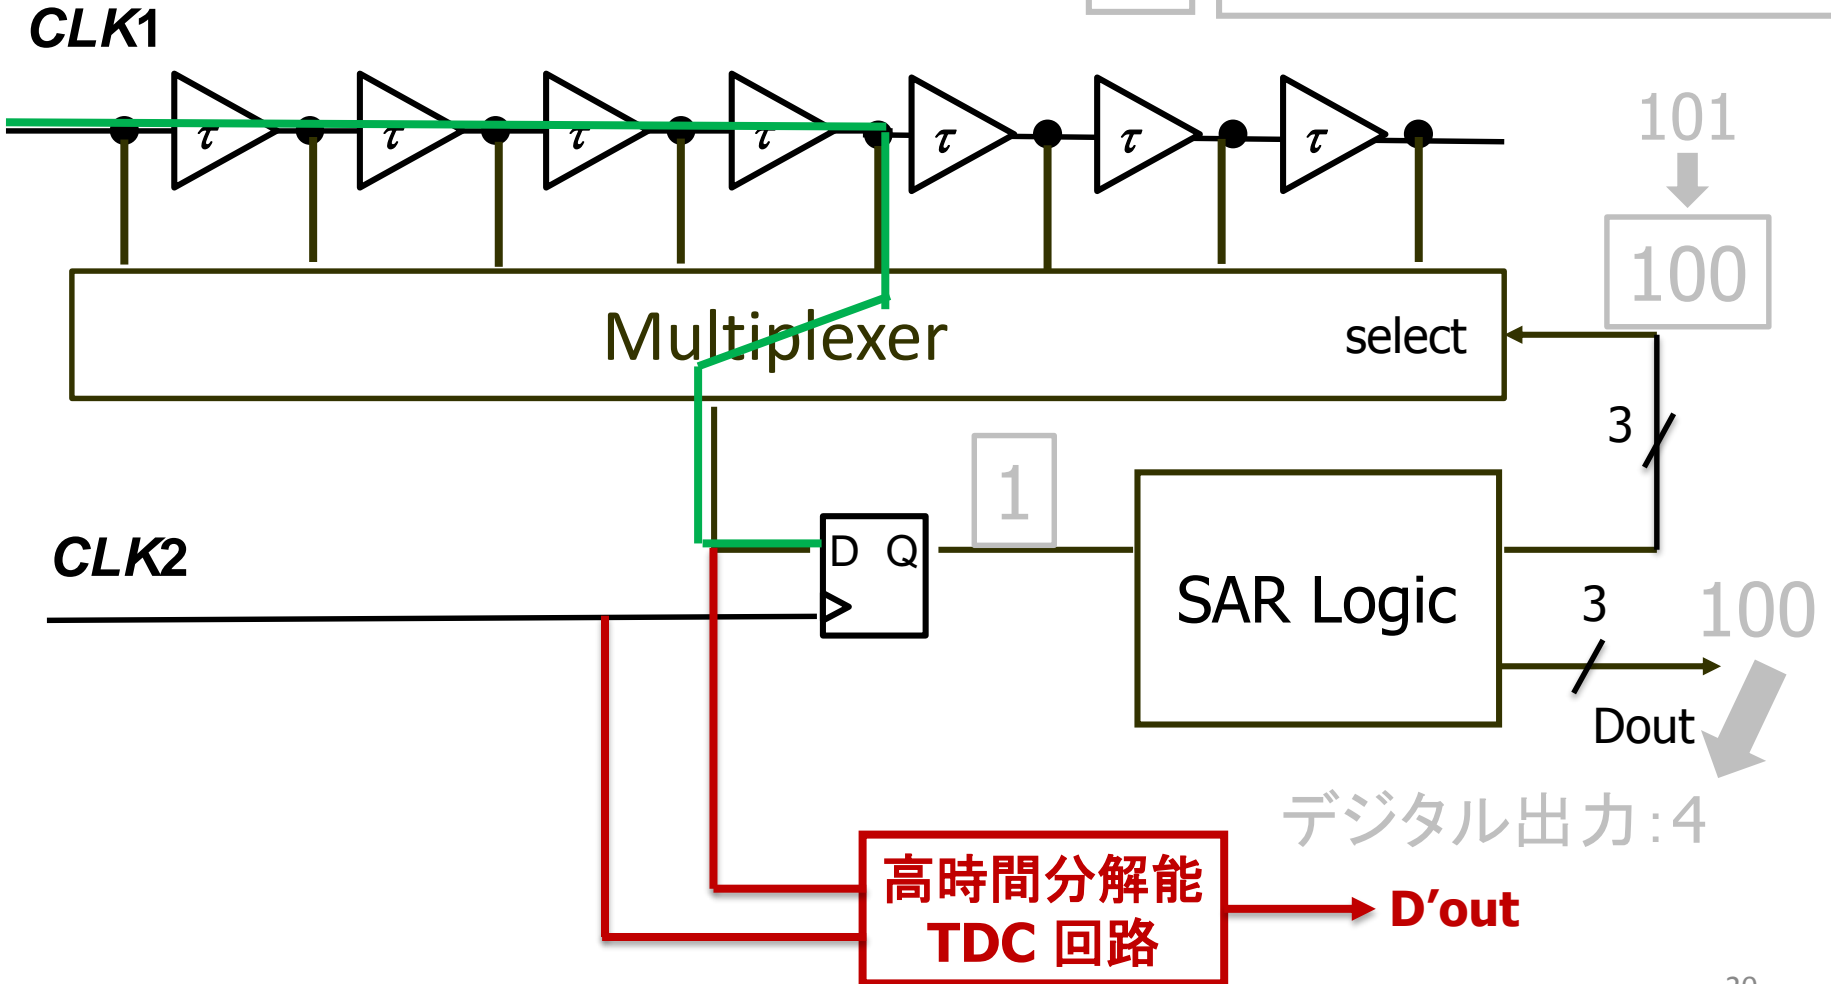 CLK1
τ τ τ τ τ τ τ
101
100
Multiplexer
select
3
1
D Q
CLK2
SAR Logic
3
100
Dout
デジタル出力:4
高時間分解能
TDC 回路
D’out